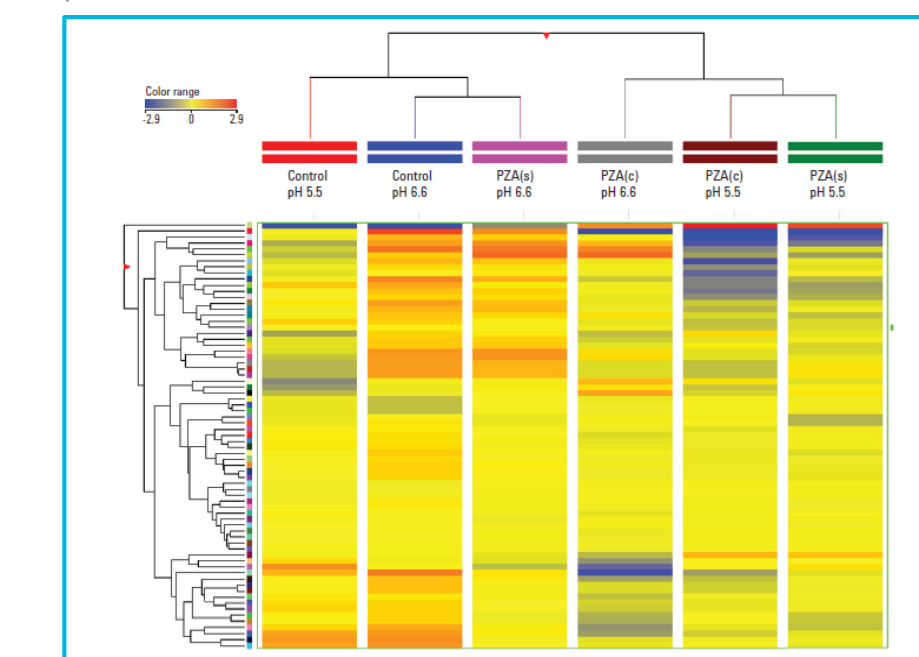 Color range
-2.9 0 2.9
Control Control PZA(s) PZA(c) PZA(c) PZA(s)
pH 5.5 pH 6.6 pH 6.6 pH 6.6 pH 5.5 pH 5.5